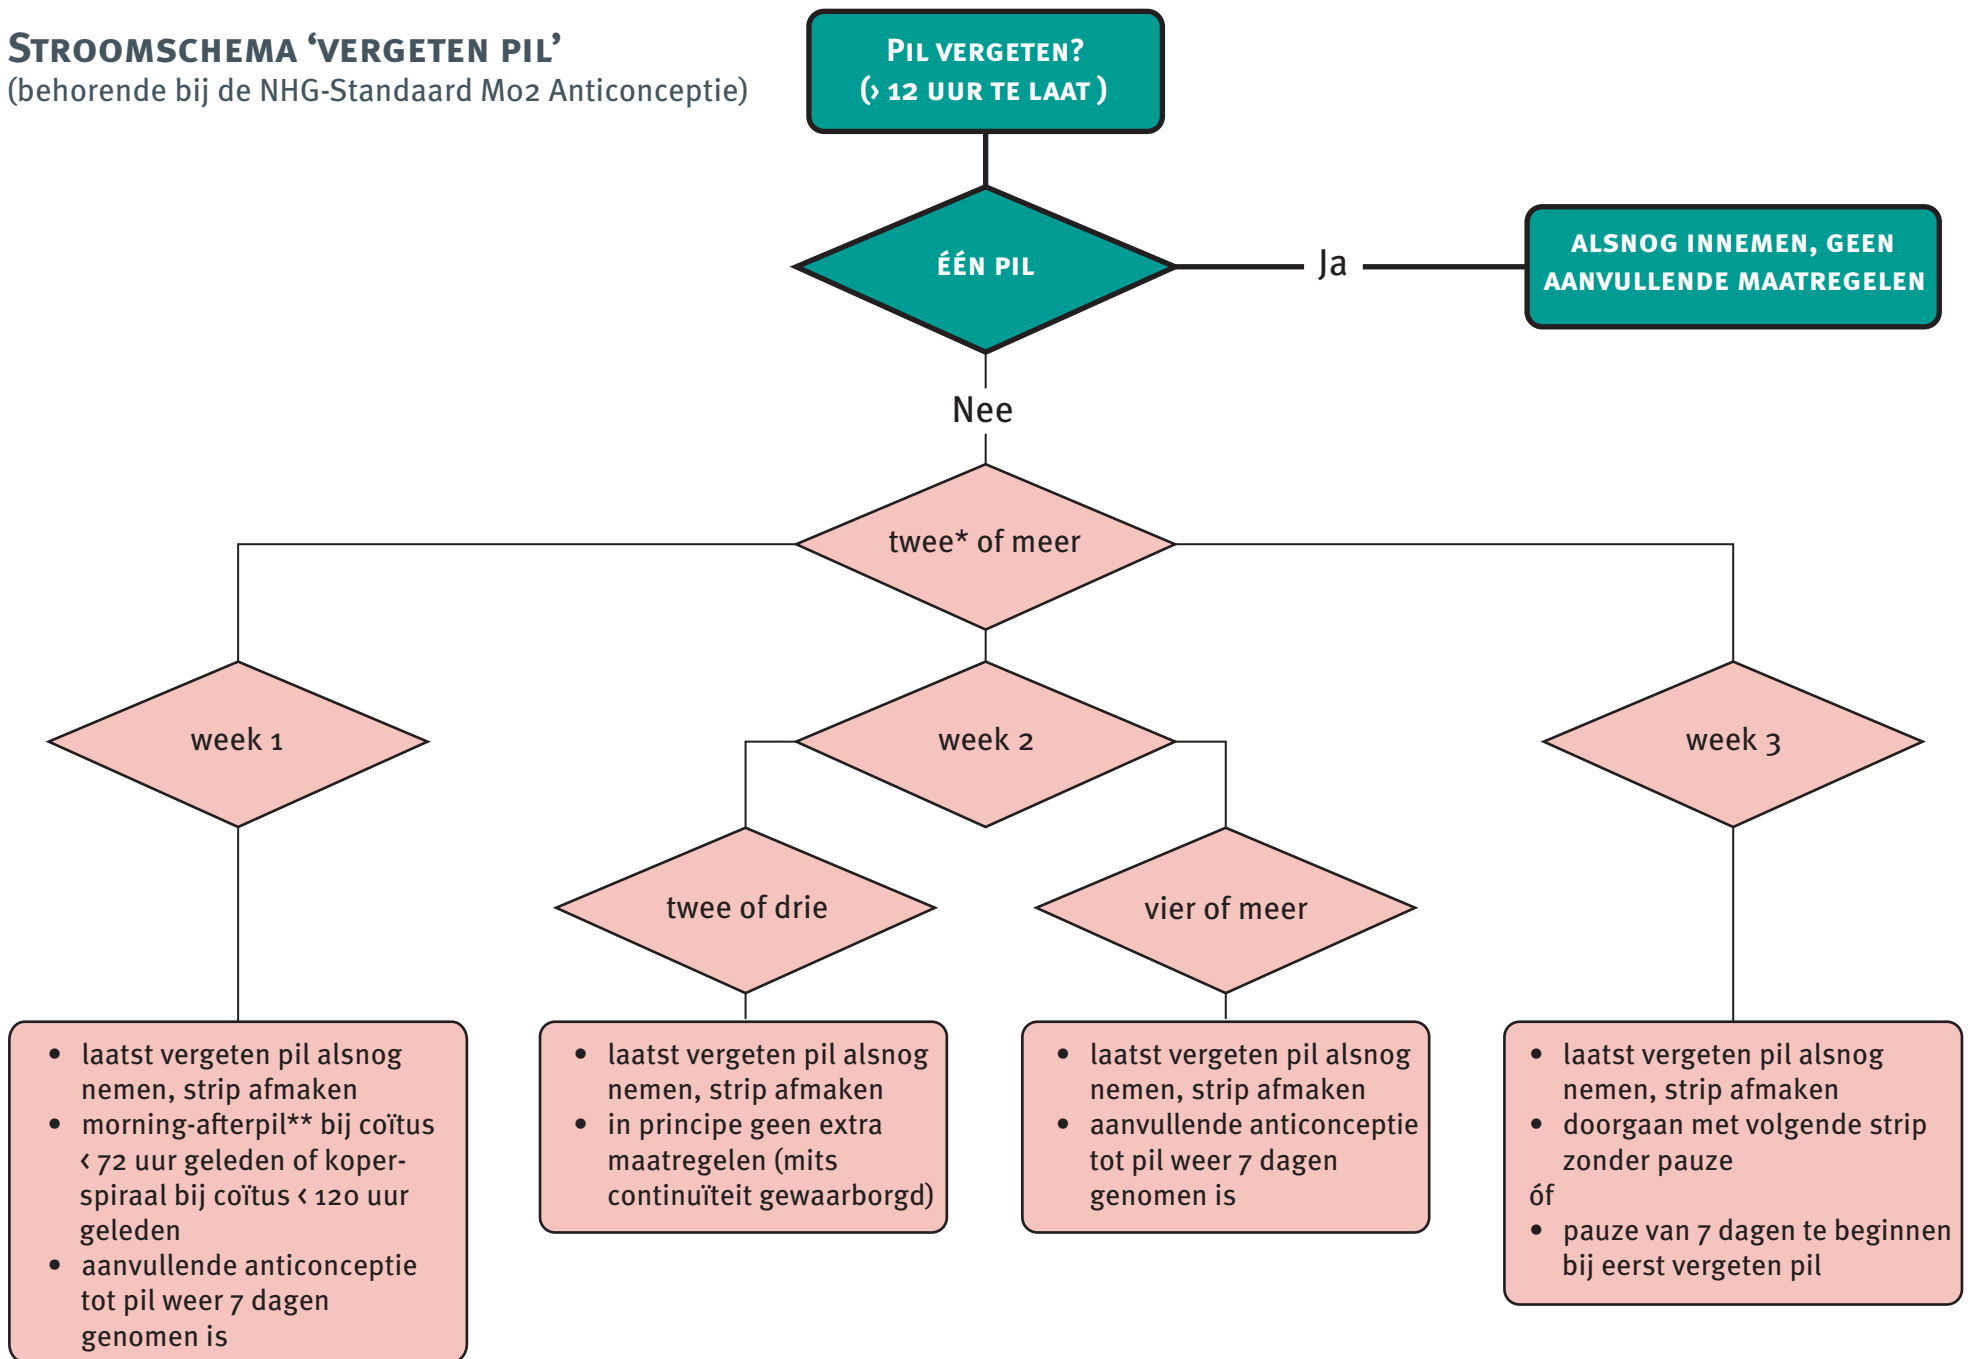 Stroomschema ‘vergeten pil’
(behorende bij de NHG-Standaard M02 Anticonceptie)
Pil vergeten?
(> 12 uur te laat )
één pil
Ja
alsnog innemen, geen
aanvullende maatregelen
Nee
twee* of meer
week 1
week 2
week 3
twee of drie
vier of meer
• laatst vergeten pil alsnog
nemen, strip afmaken
• morning-afterpil** bij coïtus
< 72 uur geleden of koper-
spiraal bij coïtus < 120 uur
geleden
• aanvullende anticonceptie
tot pil weer 7 dagen
genomen is
• laatst vergeten pil alsnog
nemen, strip afmaken
• in principe geen extra
maatregelen (mits
continuïteit gewaarborgd)
• laatst vergeten pil alsnog
nemen, strip afmaken
• aanvullende anticonceptie
tot pil weer 7 dagen
genomen is
• laatst vergeten pil alsnog
nemen, strip afmaken
• doorgaan met volgende strip
zonder pauze
óf
• pauze van 7 dagen te beginnen
bij eerst vergeten pil